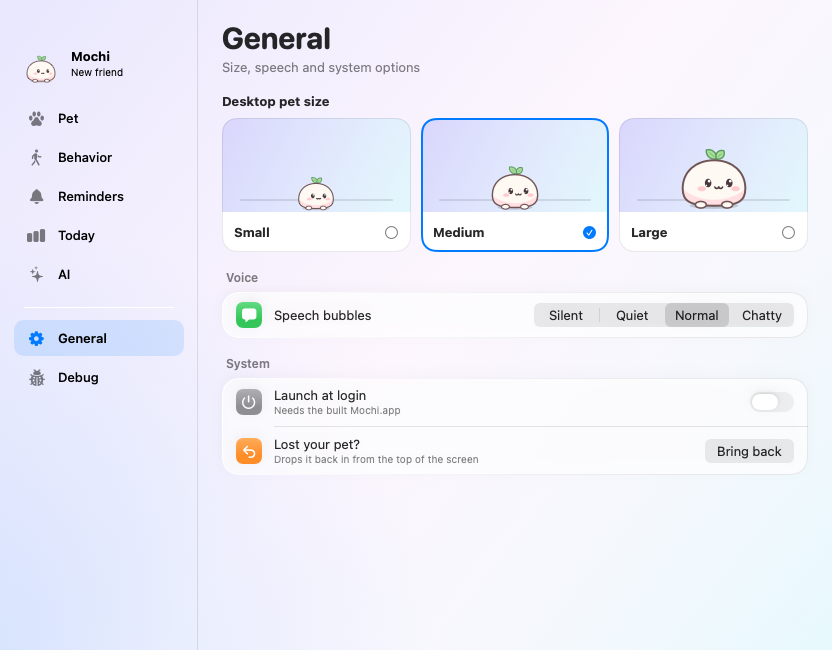 Mochi
New friend
Pet
Behavior
Reminders
Today
AI
General
Debug
General
Size, speech and system options
Desktop pet size
Small
Medium
Large
Voice
Speech bubbles
Silent
Quiet
Normal
Chatty
System
Launch at login
Needs the built Mochi.app
Lost your pet?
Drops it back in from the top of the screen
Bring back